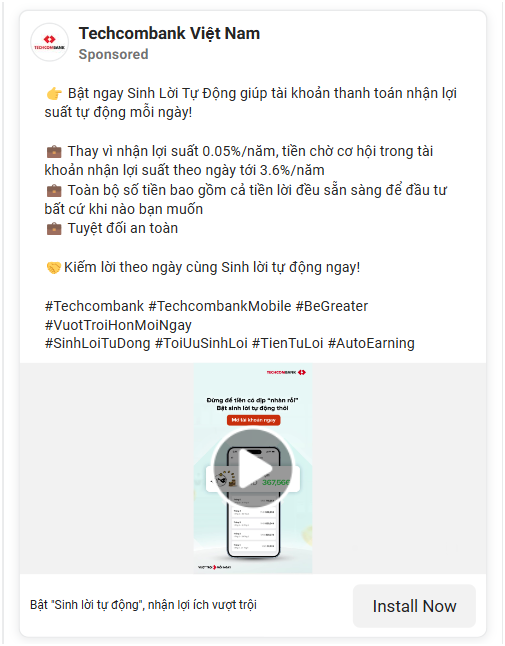 Techcombank Việt Nam
TECHCOMBANK
Sponsored
👉 Bật ngay Sinh Lời Tự Động giúp tài khoản thanh toán nhận lợi
suất tự động mỗi ngày!
💼 Thay vì nhận lợi suất 0.05%/năm, tiền chờ cơ hội trong tài
khoản nhận lợi suất theo ngày tới 3.6%/năm
💼 Toàn bộ số tiền bao gồm cả tiền lời đều sẵn sàng để đầu tư
bất cứ khi nào bạn muốn
💼 Tuyệt đối an toàn
🤝Kiếm lời theo ngày cùng Sinh lời tự động ngay!
#Techcombank #TechcombankMobile #BeGreater
#VuotTroiHonMoiNgay
#SinhLoiTuDong #ToiUuSinhLoi #TienTuLoi #AutoEarning
TECHCOMBANK
Đừng để tiền có dịp “nhàn rỗi”
Bật sinh lời tự động thôi
Mở tài khoản ngay
VƯỢT TRỘI MỖI NGÀY
Bật "Sinh lời tự động", nhận lợi ích vượt trội
Install Now